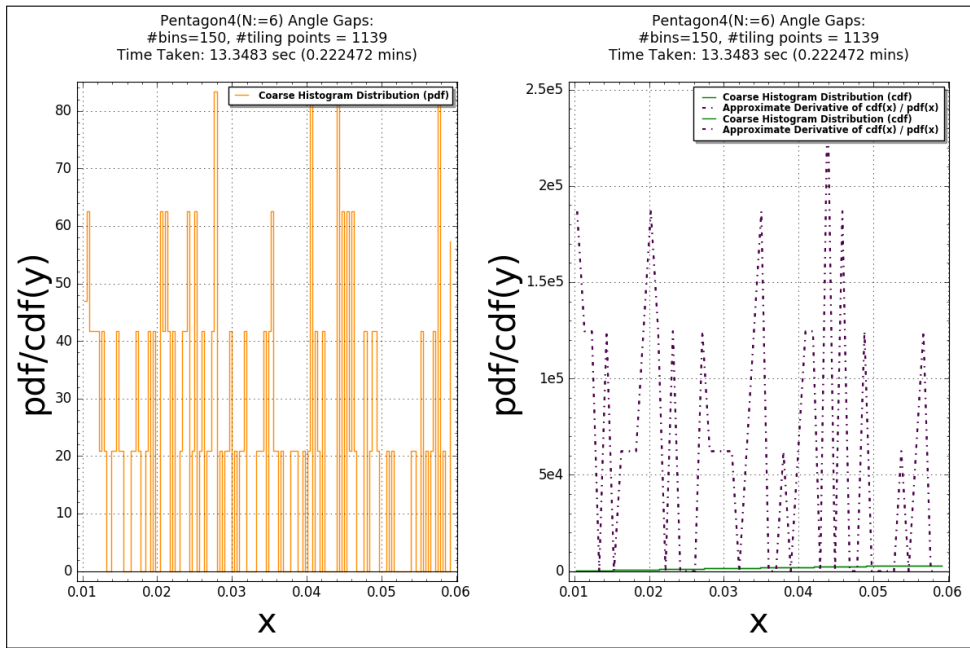 Pentagon4(N:=6) Angle Gaps:
#bins=150, #tiling points = 1139
Time Taken: 13.3483 sec (0.222472 mins)
Coarse Histogram Distribution (pdf)
80
70
60
50
40
30
20
10
0
0.01
0.02
0.03
0.04
0.05
0.06
pdf/cdf(y)
x
Pentagon4(N:=6) Angle Gaps:
#bins=150, #tiling points = 1139
Time Taken: 13.3483 sec (0.222472 mins)
Coarse Histogram Distribution (cdf)
Approximate Derivative of cdf(x) / pdf(x)
Coarse Histogram Distribution (cdf)
Approximate Derivative of cdf(x) / pdf(x)
2.5e5
2e5
1.5e5
1e5
5e4
0
0.01
0.02
0.03
0.04
0.05
0.06
pdf/cdf(y)
x